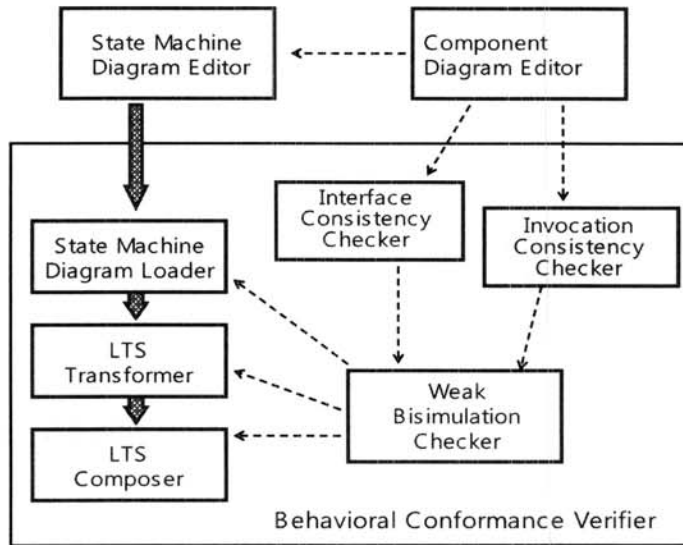 State Machine
Diagram Editor
Component
Diagram Editor
Interface
Consistency
Checker
Invocation
Consistency
Checker
State Machine
Diagram Loader
LTS
Transformer
Weak
Bisimulation
Checker
LTS
Composer
Behavioral Conformance Verifier